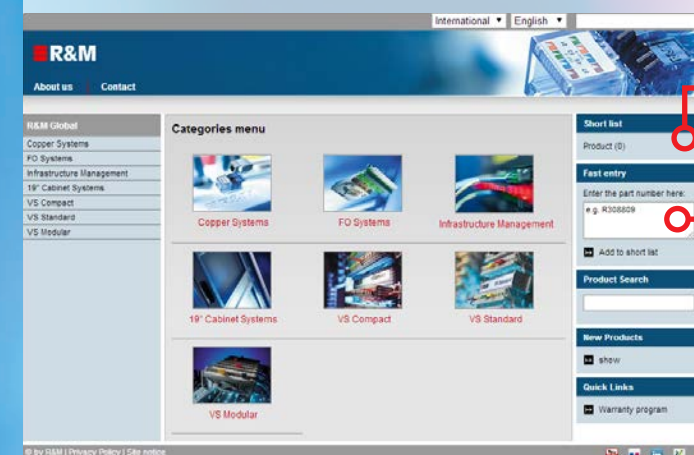 International English
R&M
About us Contact
R&M Global
Copper Systems
FO Systems
Infrastructure Management
19" Cabinet Systems
VS Compact
VS Standard
VS Modular
Categories menu
Copper Systems FO Systems Infrastructure Management
19" Cabinet Systems VS Compact VS Standard
VS Modular
Short list
Product (0)
Fast entry
Enter the part number here:
e.g. R308809
Add to short list
Product Search
New Products
show
Quick Links
Warranty program
© by R&M | Privacy Policy | Site notice